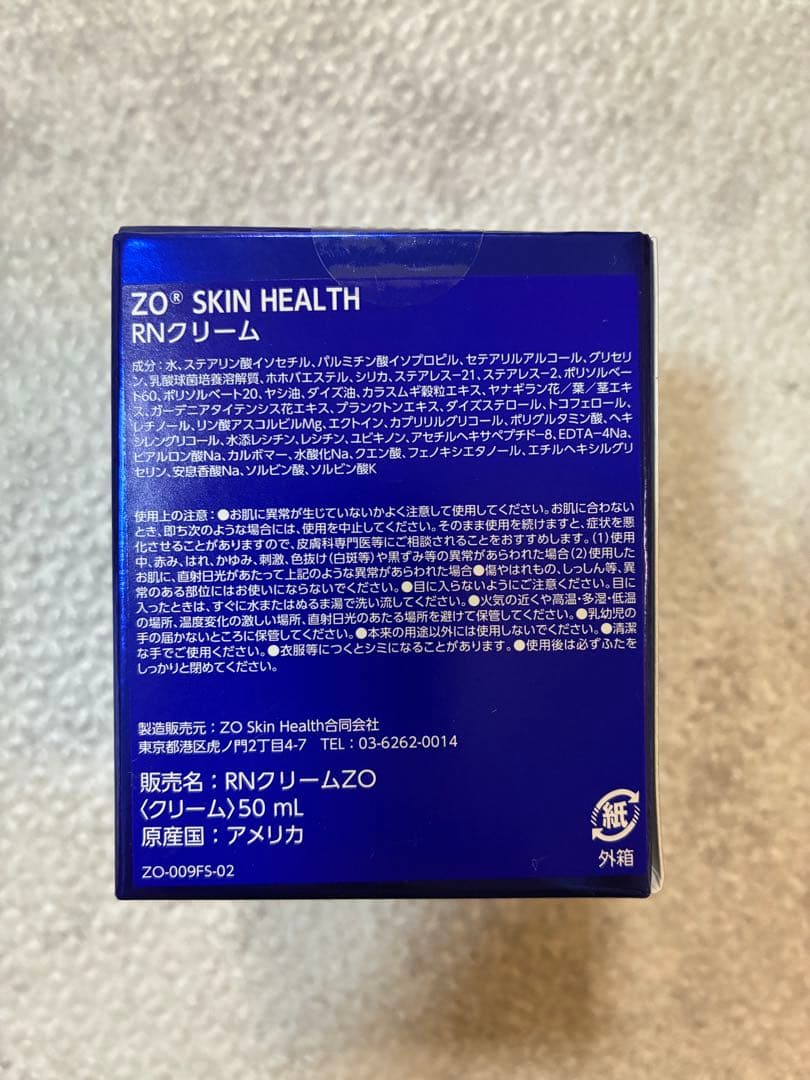 ZO® SKIN HEALTH
RNクリーム
成分：水、ステアリン酸イソセチル、パルミチン酸イソプロピル、セテアリルアルコール、グリセリ
ン、乳酸球菌培養溶解質、ホホバエステル、シリカ、ステアレス－21、ステアレス－2、ポリソルベ
ート60、ポリソルベート20、ヤシ油、ダイズ油、カラスムギ穀粒エキス、ヤナギラン花／葉／茎エキ
ス、ガーデニアタイテンシス花エキス、プランクトンエキス、ダイズステロール、トコフェロール、
レチノール、リン酸アスコルビルMg、エクトイン、カプリリルグリコール、ポリグルタミン酸、ヘキ
シレングリコール、水添レシチン、レシチン、ユビキノン、アセチルヘキサペプチド－8、EDTA－4Na、
ヒアルロン酸Na、カルボマー、水酸化Na、クエン酸、フェノキシエタノール、エチルヘキシルグリ
セリン、安息香酸Na、ソルビン酸、ソルビン酸K
使用上の注意：●お肌に異常が生じていないかよく注意して使用してください。お肌に合わない
とき、即ち次のような場合には、使用を中止してください。そのまま使用を続けますと、症状を悪
化させることがありますので、皮膚科専門医等にご相談されることをおすすめします。（1）使用
中、赤み、はれ、かゆみ、刺激、色抜け（白斑等）や黒ずみ等の異常があらわれた場合（2）使用した
お肌に、直射日光があたって上記のような異常があらわれた場合●傷やはれもの、しっしん等、異
常のある部位にはお使いにならないでください。●目に入らないようにご注意ください。目に
入ったときは、すぐに水またはぬるま湯で洗い流してください。●火気の近くや高温・多湿・低温
の場所、温度変化の激しい場所、直射日光のあたる場所を避けて保管してください。●乳幼児の
手の届かないところに保管してください。●本来の用途以外には使用しないでください。●清潔
な手でご使用ください。●衣服等につくとシミになることがあります。●使用後は必ずふたを
しっかりと閉めてください。
製造販売元：ZO Skin Health合同会社
東京都港区虎ノ門2丁目4-7　TEL：03-6262-0014
販売名：RNクリームZO
〈クリーム〉50 mL
原産国：アメリカ
紙
外箱
ZO-009FS-02